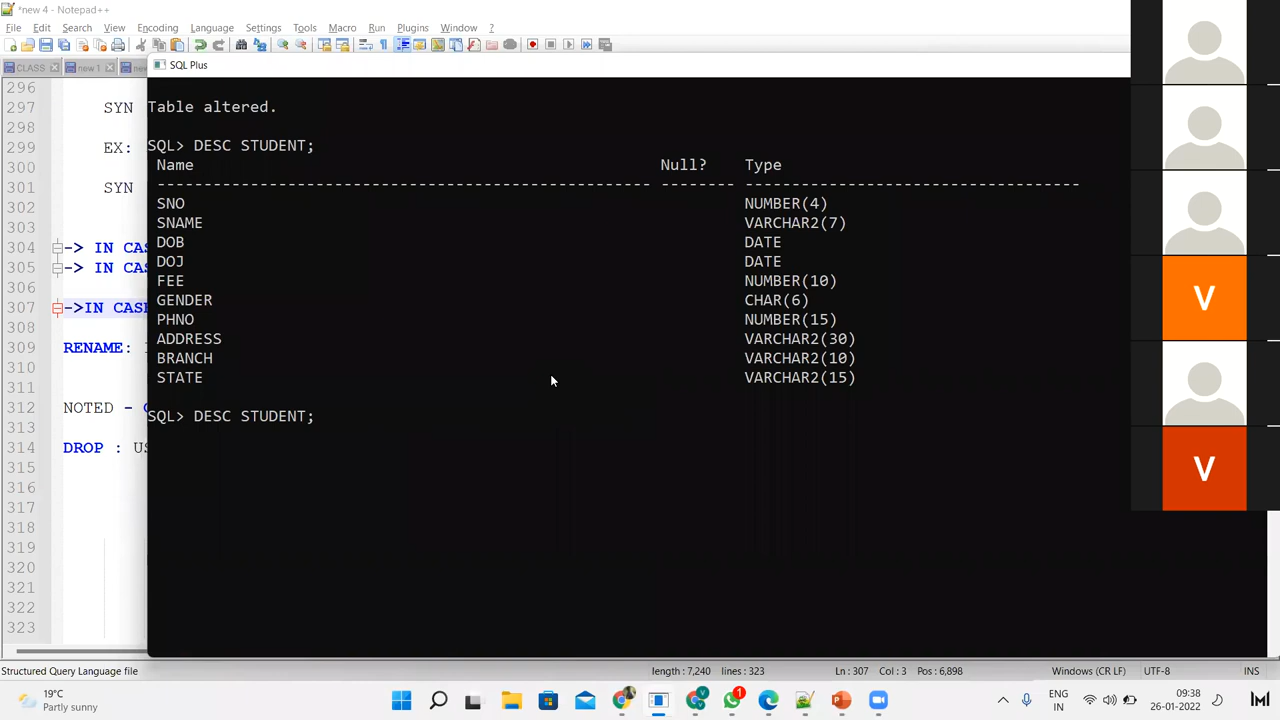 *new 4 - Notepad++
File Edit Search View Encoding Language Settings Tools Macro Run Plugins Window ?
CLASS new 1
SQL Plus
296
297 SYN
298
299 EX:
300
301 SYN
302
303
304 -> IN CAS
305 -> IN CAS
306
307 ->IN CAS
308
309 RENAME:
310
311
312 NOTED -
313
314 DROP : US
315
316
317
318
319
320
321
322
323
Table altered.
SQL> DESC STUDENT;
Name Null? Type
----------------------------------------------------- -------- ------------------------------------
SNO NUMBER(4)
SNAME VARCHAR2(7)
DOB DATE
DOJ DATE
FEE NUMBER(10)
GENDER CHAR(6)
PHNO NUMBER(15)
ADDRESS VARCHAR2(30)
BRANCH VARCHAR2(10)
STATE VARCHAR2(15)
SQL> DESC STUDENT;
V
V
Structured Query Language file length : 7,240 lines : 323 Ln : 307 Col : 3 Pos : 6,898 Windows (CR LF) UTF-8 INS
19°C
Partly sunny
1
ENG
IN
09:38
26-01-2022